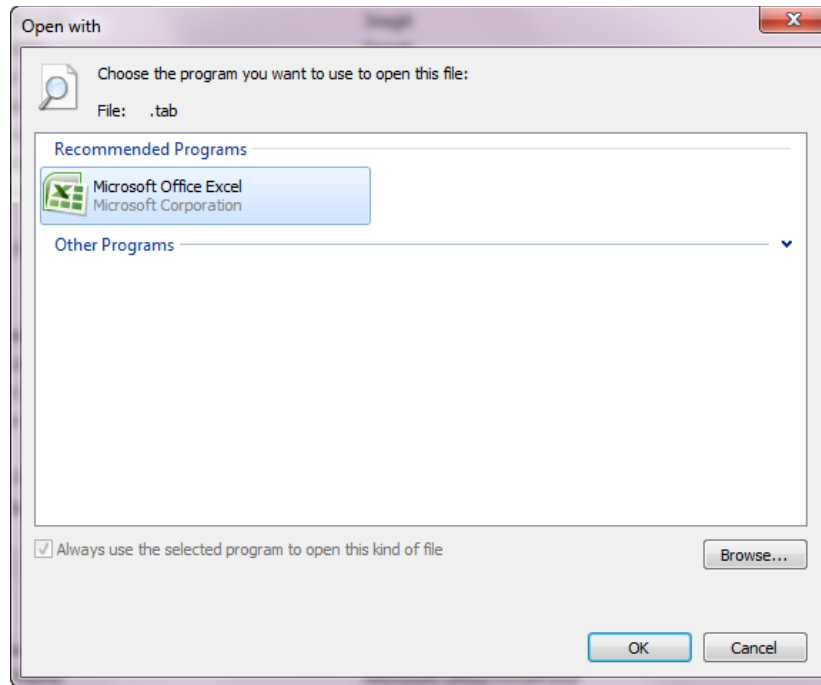 Open with
Choose the program you want to use to open this file:
File: .tab
Recommended Programs
Microsoft Office Excel
Microsoft Corporation
Other Programs
Always use the selected program to open this kind of file
Browse...
OK
Cancel